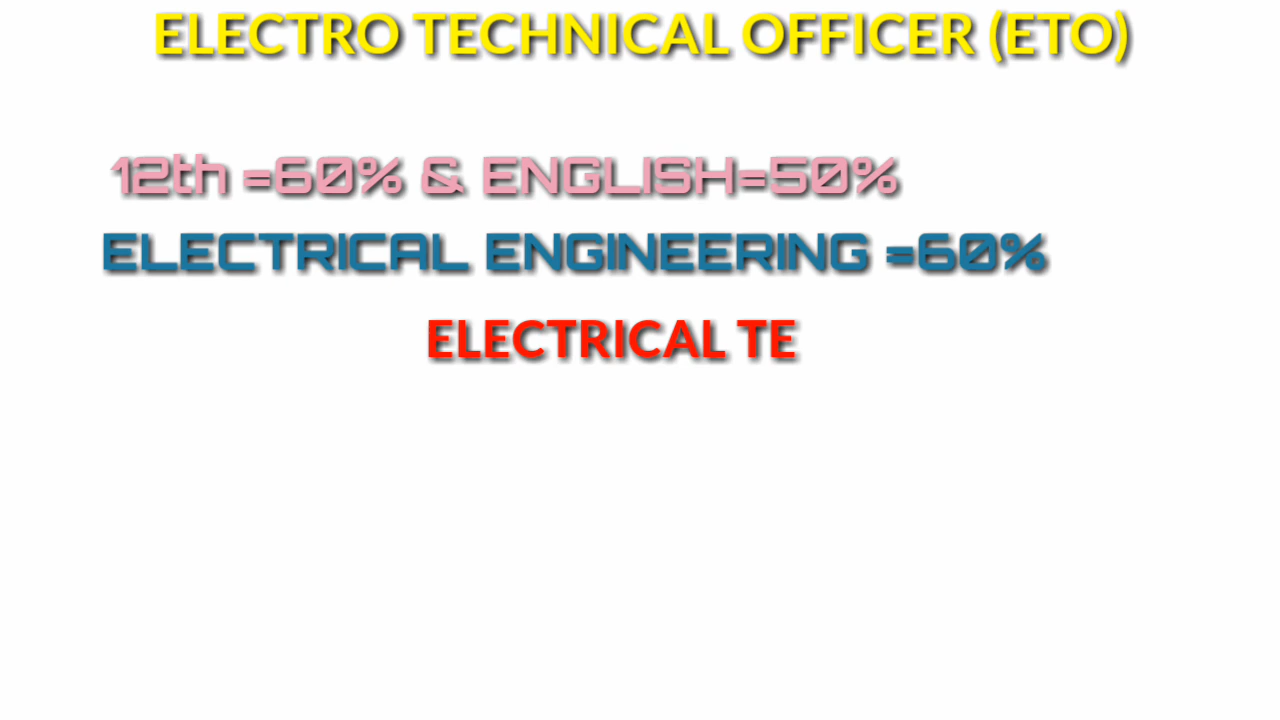 ELECTRO TECHNICAL OFFICER (ETO)
12th =60% & ENGLISH=50%
ELECTRICAL ENGINEERING =60%
ELECTRICAL TE